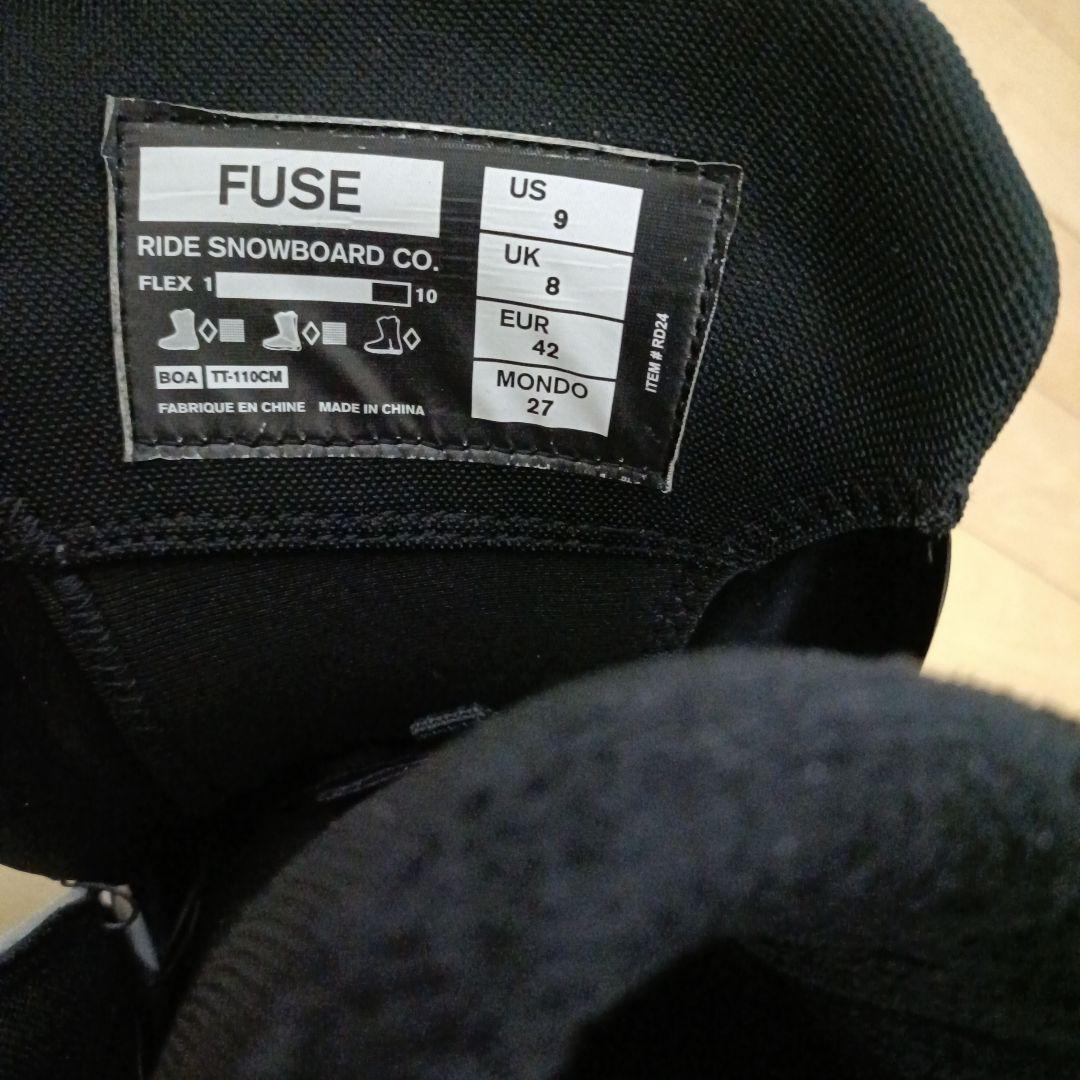 FUSE
RIDE SNOWBOARD CO.
FLEX 1 10
BOA TT-110CM
FABRIQUE EN CHINE MADE IN CHINA
US
9
UK
8
EUR
42
MONDO
27
ITEM # RD24